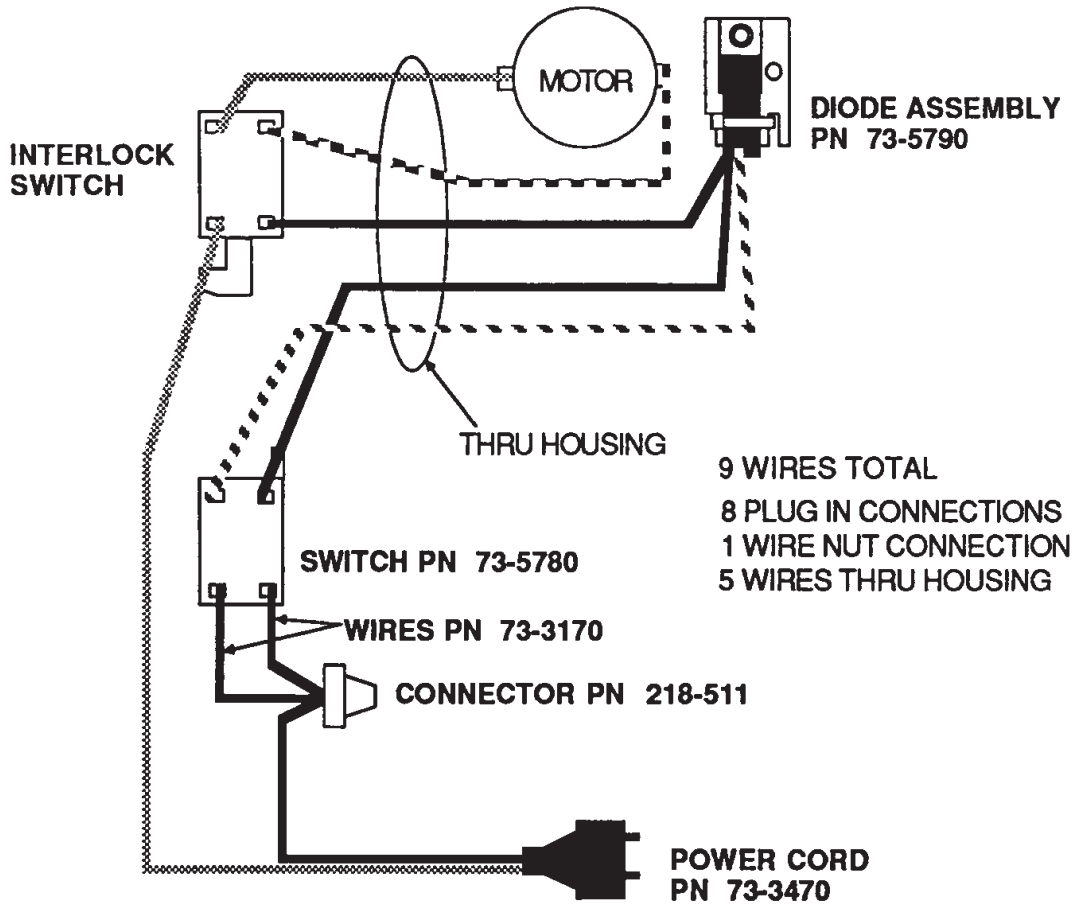 MOTOR
DIODE ASSEMBLY
PN 73-5790
INTERLOCK
SWITCH
THRU HOUSING
9 WIRES TOTAL
8 PLUG IN CONNECTIONS
1 WIRE NUT CONNECTION
5 WIRES THRU HOUSING
SWITCH PN 73-5780
WIRES PN 73-3170
CONNECTOR PN 218-511
POWER CORD
PN 73-3470